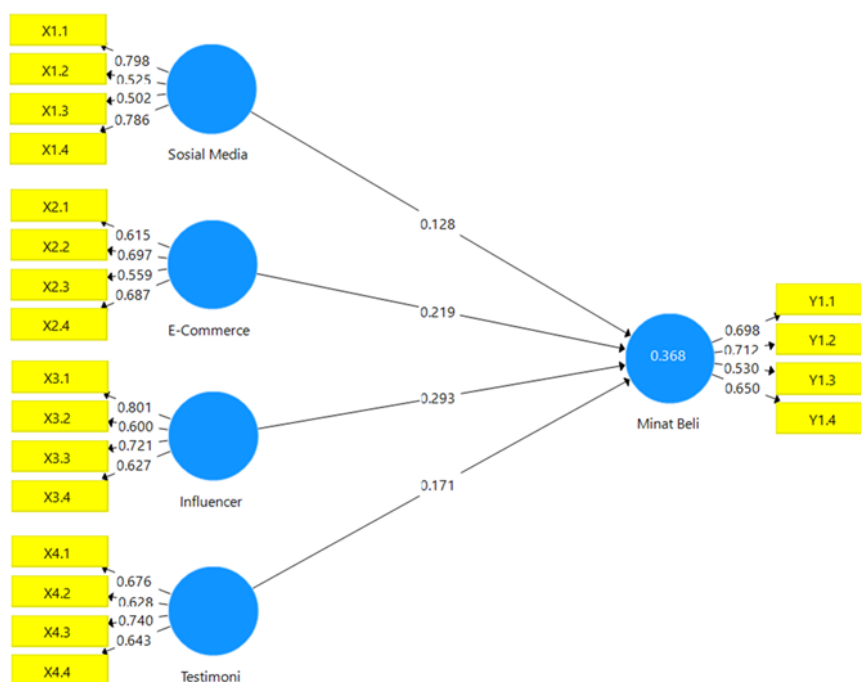 X1.1
X1.2
X1.3
X1.4
0.798
0.525
0.502
0.786
Sosial Media
X2.1
X2.2
X2.3
X2.4
0.615
0.697
0.559
0.687
E-Commerce
X3.1
X3.2
X3.3
X3.4
0.801
0.600
0.721
0.627
Influencer
X4.1
X4.2
X4.3
X4.4
0.676
0.628
0.740
0.643
Testimoni
0.128
0.219
0.293
0.171
0.368
Minat Beli
0.698
0.712
0.530
0.650
Y1.1
Y1.2
Y1.3
Y1.4